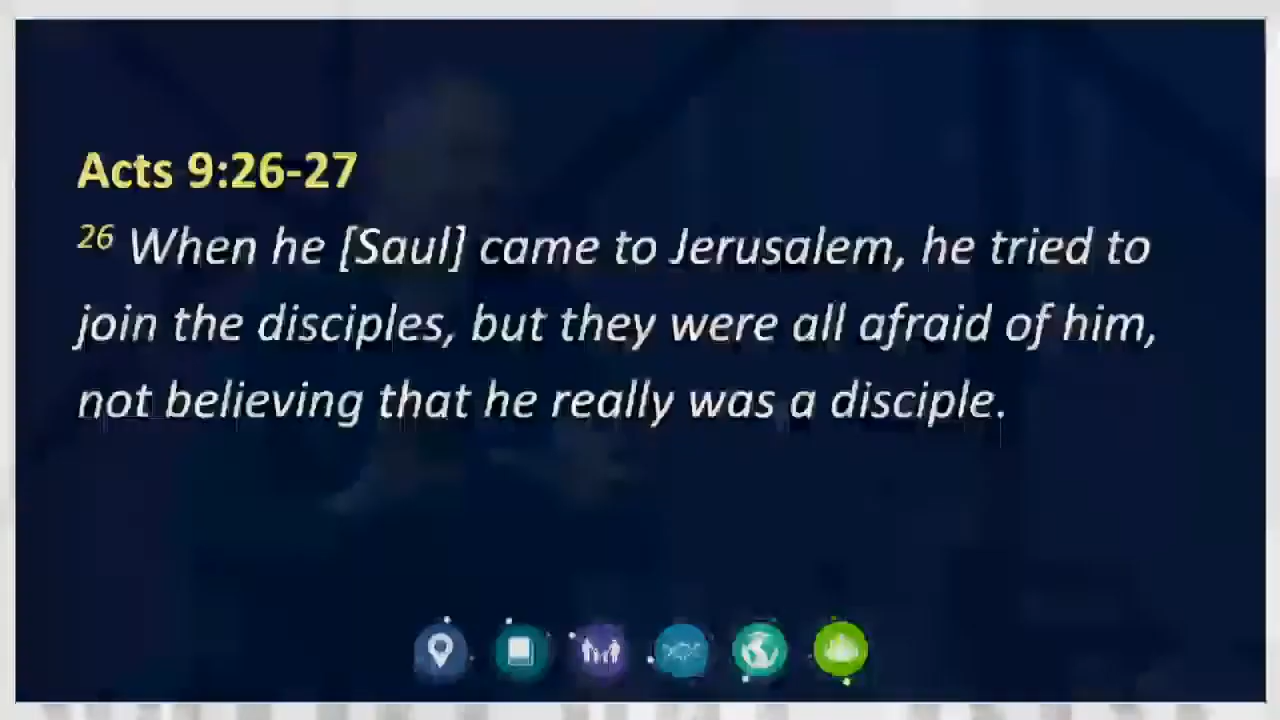 Acts 9:26-27
26 When he [Saul] came to Jerusalem, he tried to
join the disciples, but they were all afraid of him,
not believing that he really was a disciple.